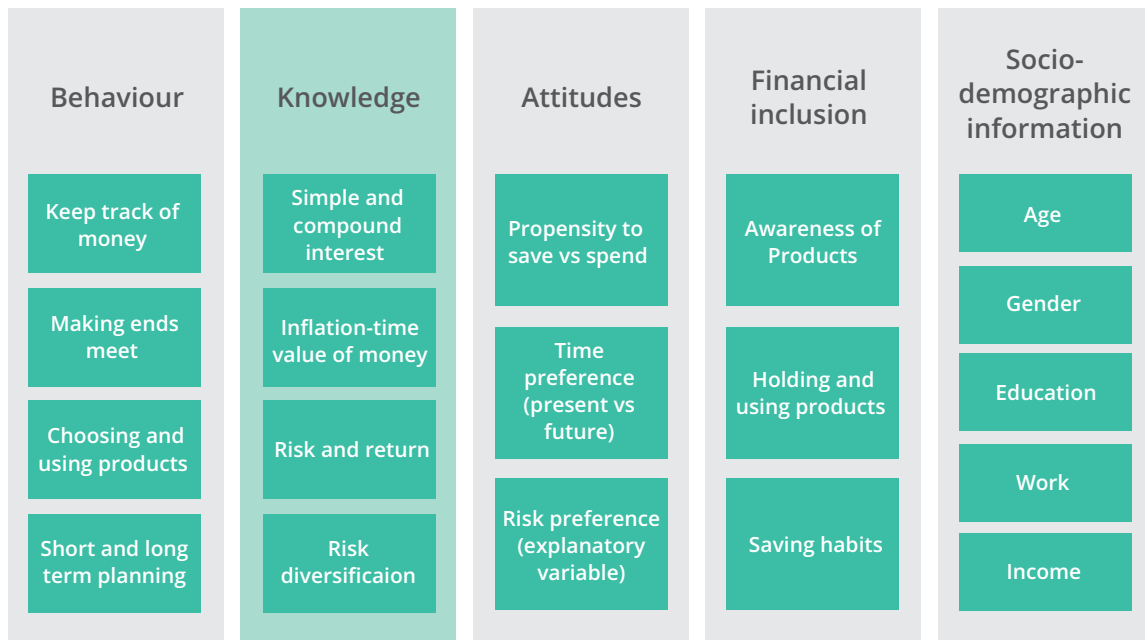 Behaviour
Keep track of
money
Making ends
meet
Choosing and
using products
Short and long
term planning
Knowledge
Simple and
compound
interest
Inflation-time
value of money
Risk and return
Risk
diversificaion
Attitudes
Propensity to
save vs spend
Time
preference
(present vs
future)
Risk preference
(explanatory
variable)
Financial
inclusion
Awareness of
Products
Holding and
using products
Saving habits
Socio-
demographic
information
Age
Gender
Education
Work
Income